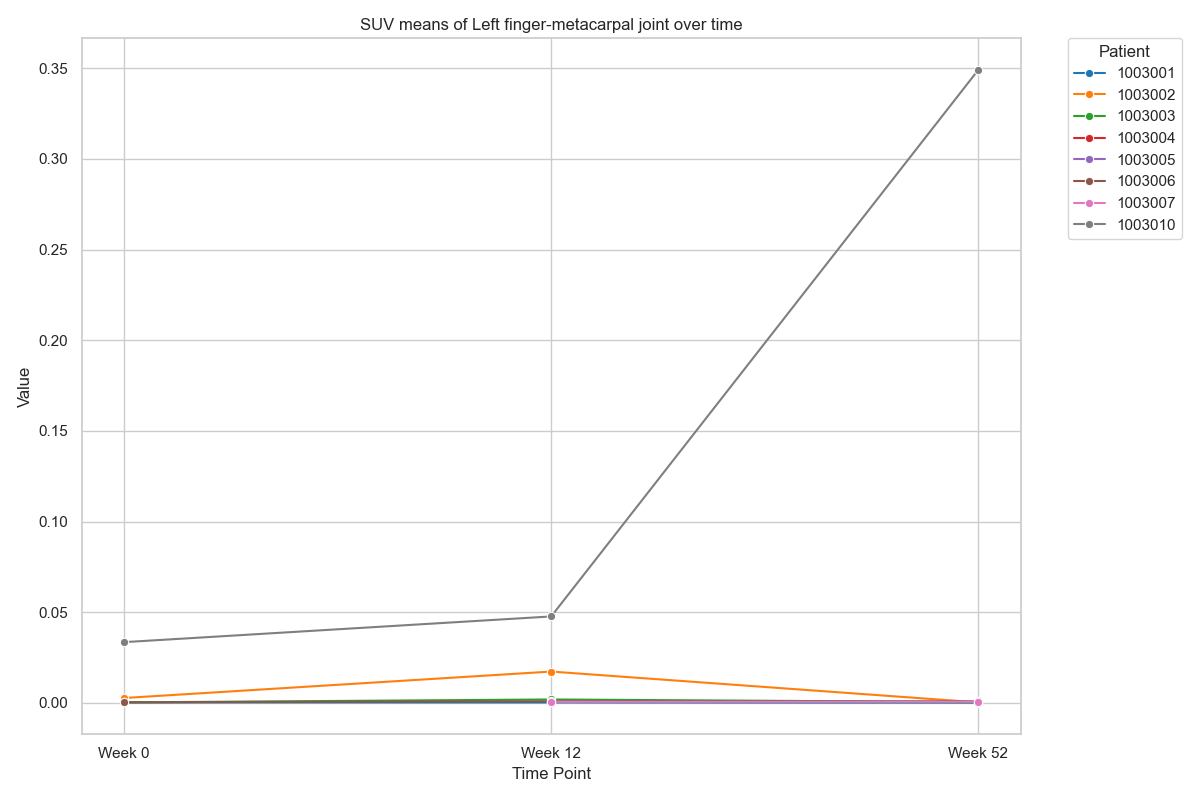 SUV means of Left finger-metacarpal joint over time
Patient
1003001
1003002
1003003
1003004
1003005
1003006
1003007
1003010
Value
0.35
0.30
0.25
0.20
0.15
0.10
0.05
0.00
Week 0
Week 12
Week 52
Time Point